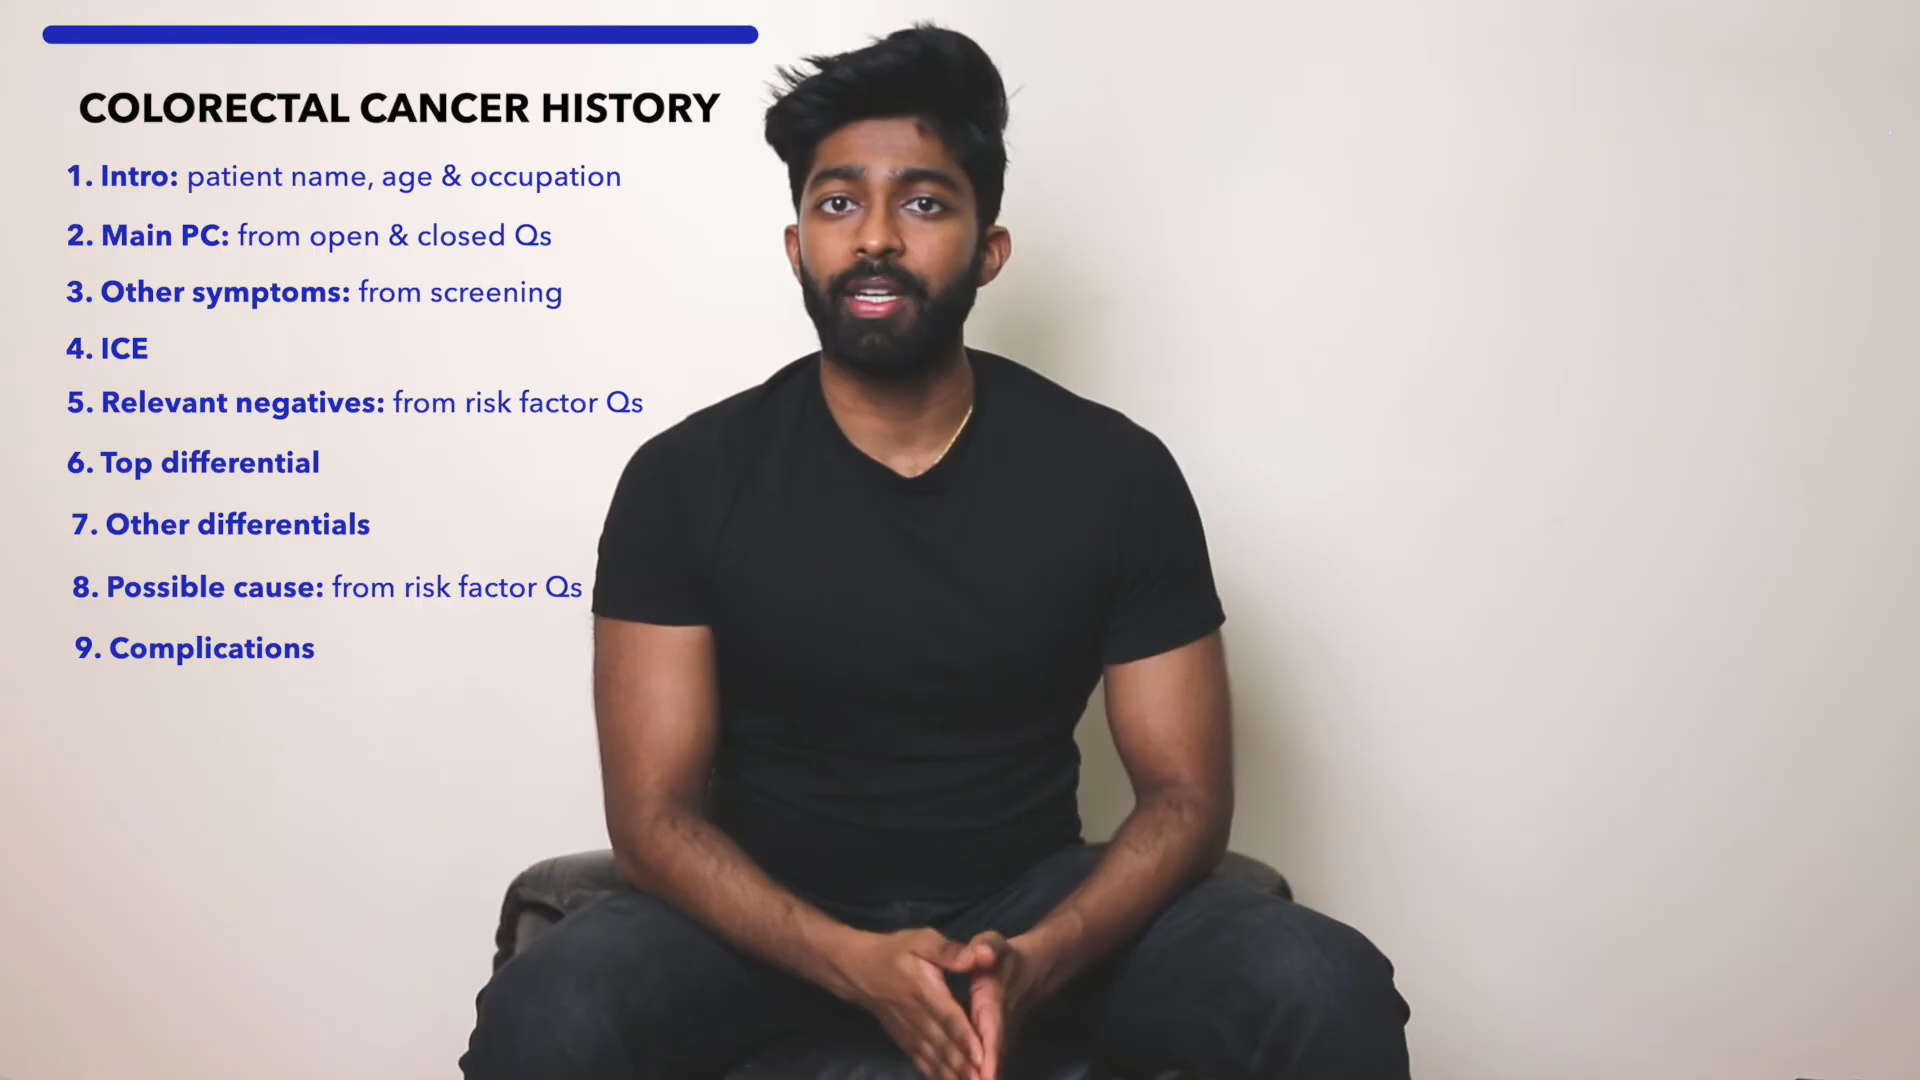 COLORECTAL CANCER HISTORY
1. Intro: patient name, age & occupation
2. Main PC: from open & closed Qs
3. Other symptoms: from screening
4. ICE
5. Relevant negatives: from risk factor Qs
6. Top differential
7. Other differentials
8. Possible cause: from risk factor Qs
9. Complications